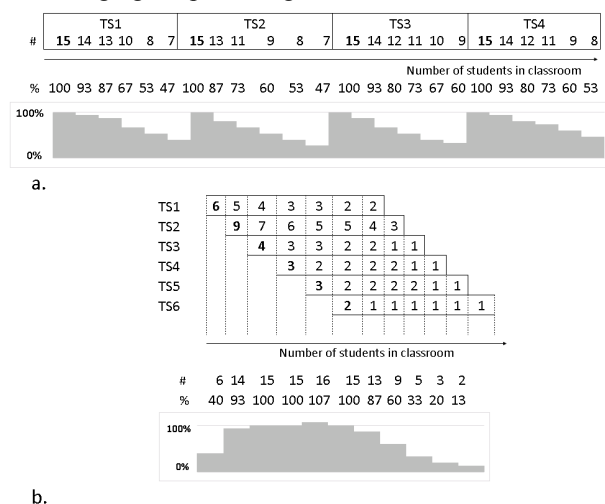 TS1 TS2 TS3 TS4
# 15 14 13 10 8 7 15 13 11 9 8 7 15 14 12 11 10 9 15 14 12 11 9 8
Number of students in classroom
% 100 93 87 67 53 47 100 87 73 60 53 47 100 93 80 73 67 60 100 93 80 73 60 53
100%
0%
a.
TS1 6 5 4 3 3 2 2
TS2 9 7 6 5 5 4 3
TS3 4 3 3 2 2 1 1
TS4 3 2 2 2 2 1 1
TS5 3 2 2 2 2 1 1
TS6 2 1 1 1 1 1 1
Number of students in classroom
# 6 14 15 15 16 15 13 9 5 3 2
% 40 93 100 100 107 100 87 60 33 20 13
100%
0%
b.